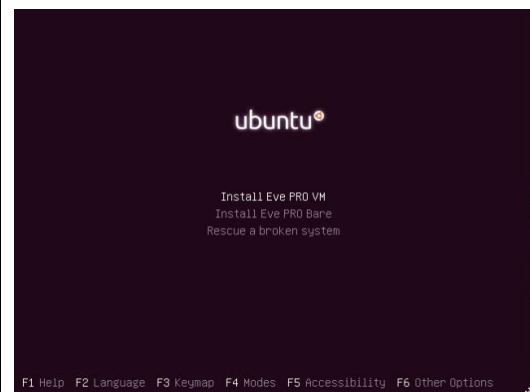 ubuntu
Install Eve PRO VM
Install Eve PRO Bare
Rescue a broken system
F1 Help F2 Language F3 Keymap F4 Modes F5 Accessibility F6 Other Options